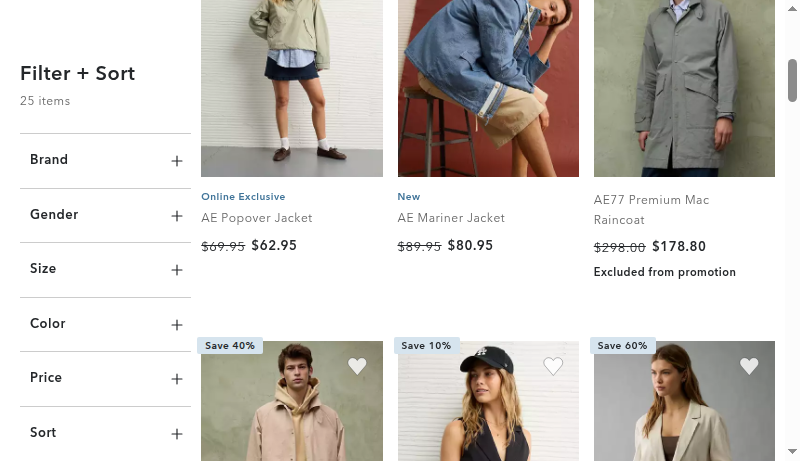 Filter + Sort
25 items
Brand
Gender
Size
Color
Price
Sort
Online Exclusive
AE Popover Jacket
$69.95 $62.95
New
AE Mariner Jacket
$89.95 $80.95
AE77 Premium Mac
Raincoat
$298.00 $178.80
Excluded from promotion
Save 40%
Save 10%
Save 60%